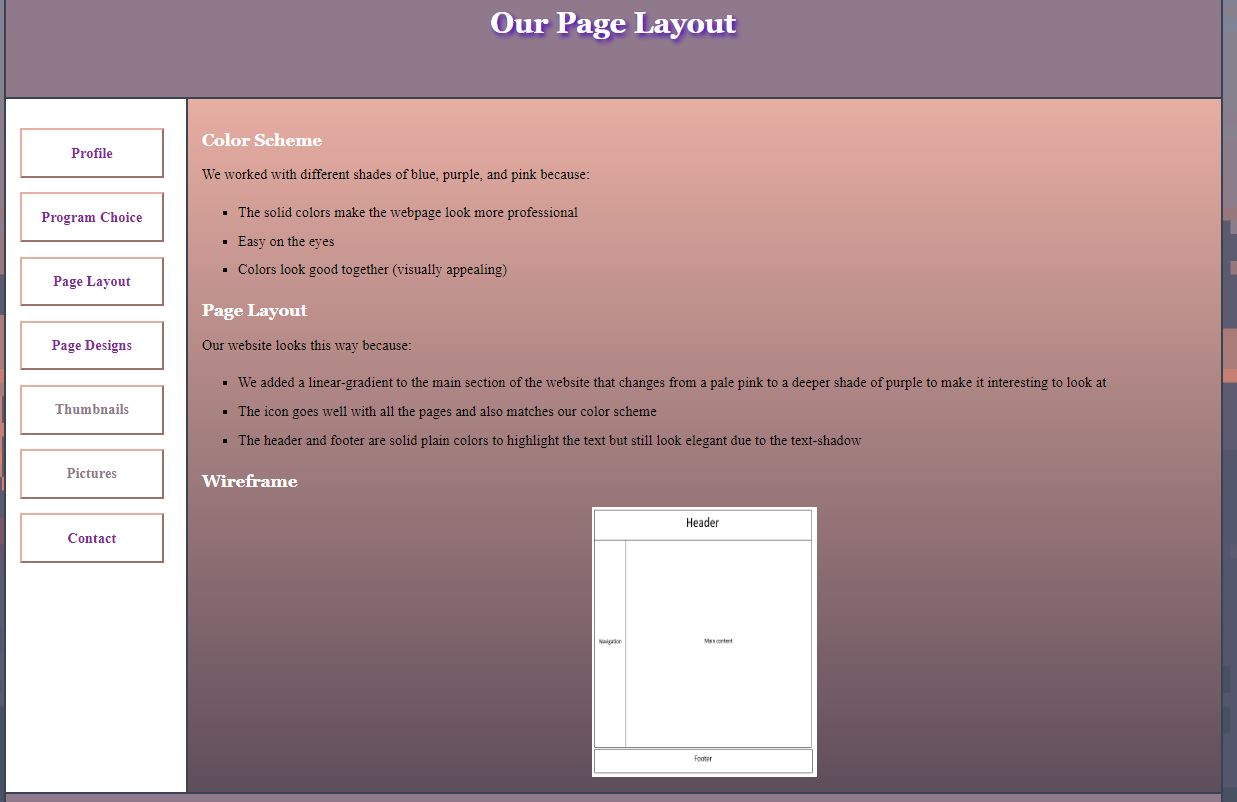 Our Page Layout
Profile
Program Choice
Page Layout
Page Designs
Thumbnails
Pictures
Contact
Color Scheme
We worked with different shades of blue, purple, and pink because:
The solid colors make the webpage look more professional
Easy on the eyes
Colors look good together (visually appealing)
Page Layout
Our website looks this way because:
We added a linear-gradient to the main section of the website that changes from a pale pink to a deeper shade of purple to make it interesting to look at
The icon goes well with all the pages and also matches our color scheme
The header and footer are solid plain colors to highlight the text but still look elegant due to the text-shadow
Wireframe
Header
Navigation
Main content
Footer